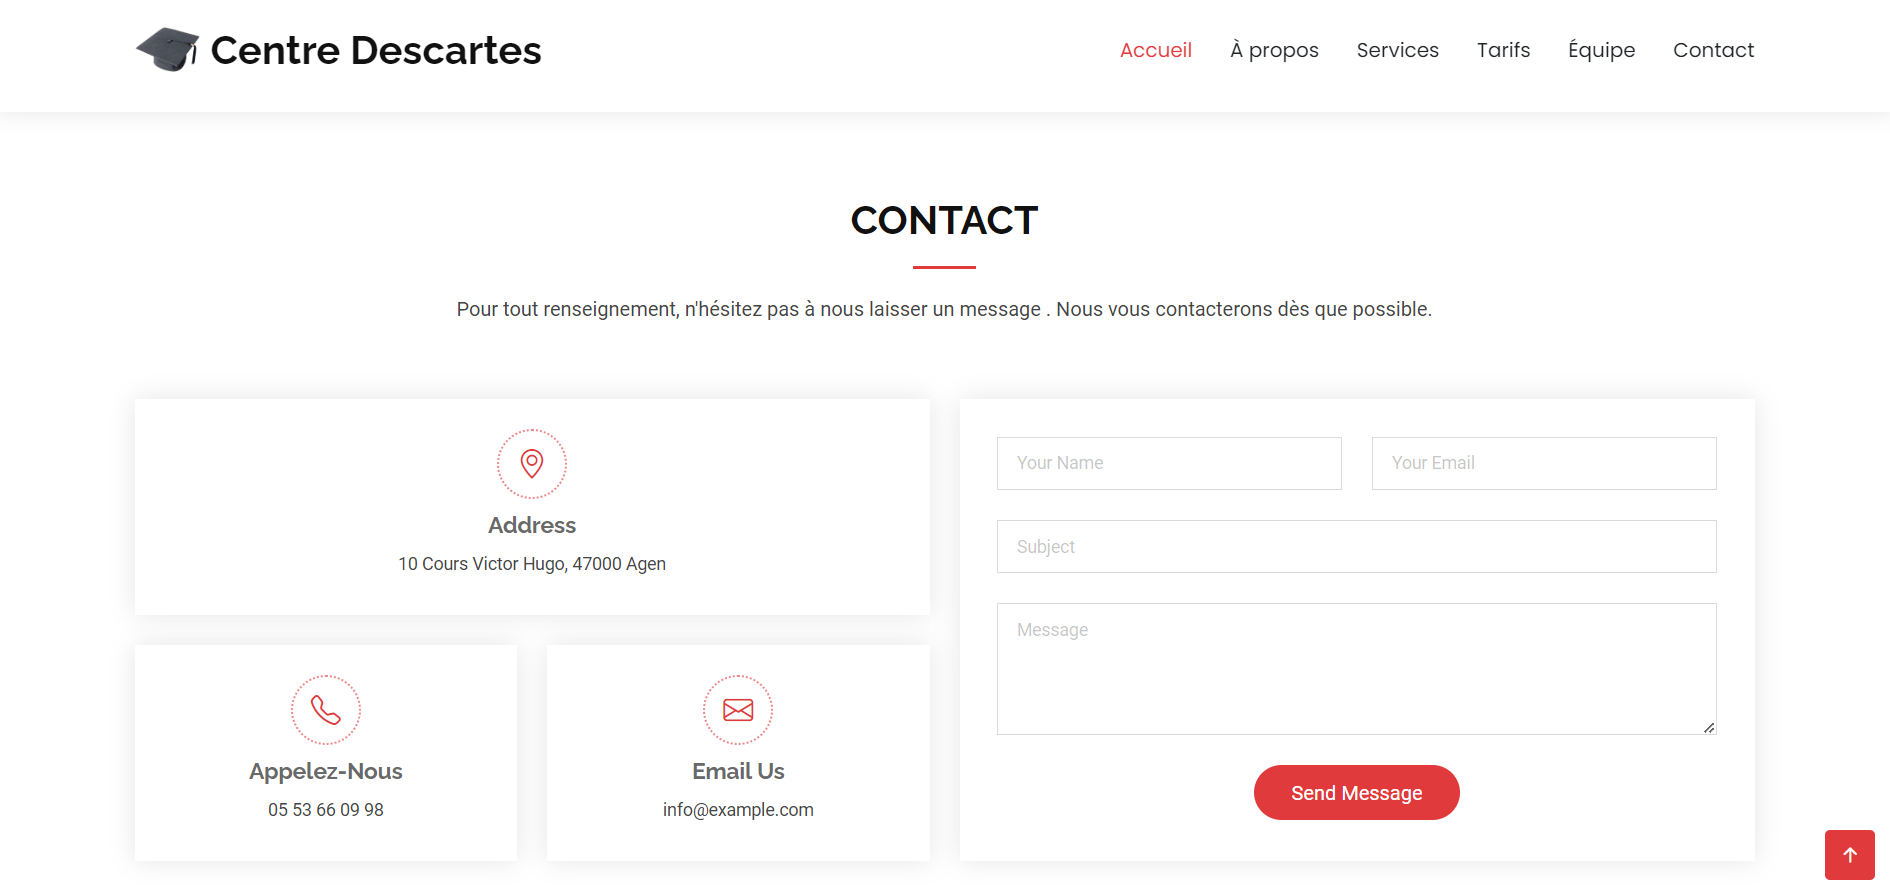 Centre Descartes
Accueil À propos Services Tarifs Équipe Contact
CONTACT
Pour tout renseignement, n'hésitez pas à nous laisser un message . Nous vous contacterons dès que possible.
Address
10 Cours Victor Hugo, 47000 Agen
Appelez-Nous
05 53 66 09 98
Email Us
info@example.com
Your Name
Your Email
Subject
Message
Send Message